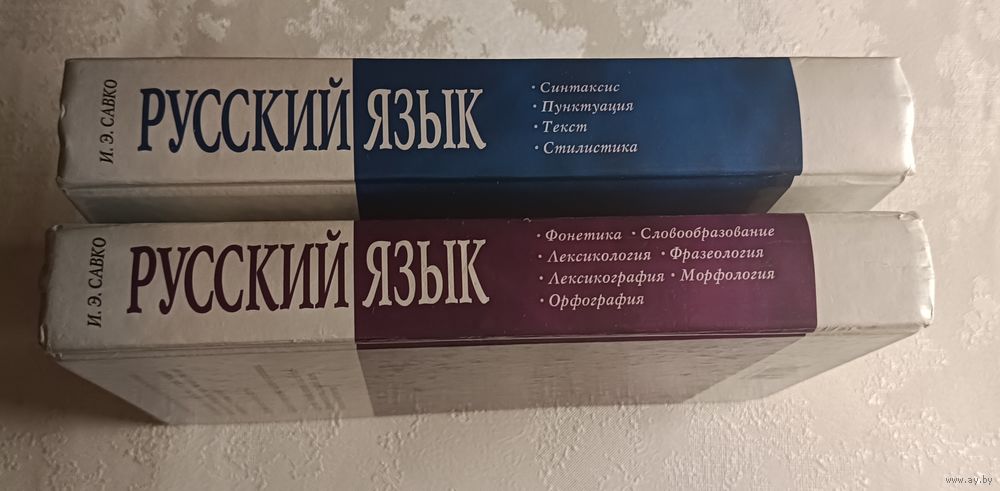 И. Э. САВКО
РУССКИЙ ЯЗЫК
· Синтаксис
· Пунктуация
· Текст
· Стилистика
И. Э. САВКО
РУССКИЙ ЯЗЫК
· Фонетика · Словообразование
· Лексикология · Фразеология
· Лексикография · Морфология
· Орфография
www.ay.by